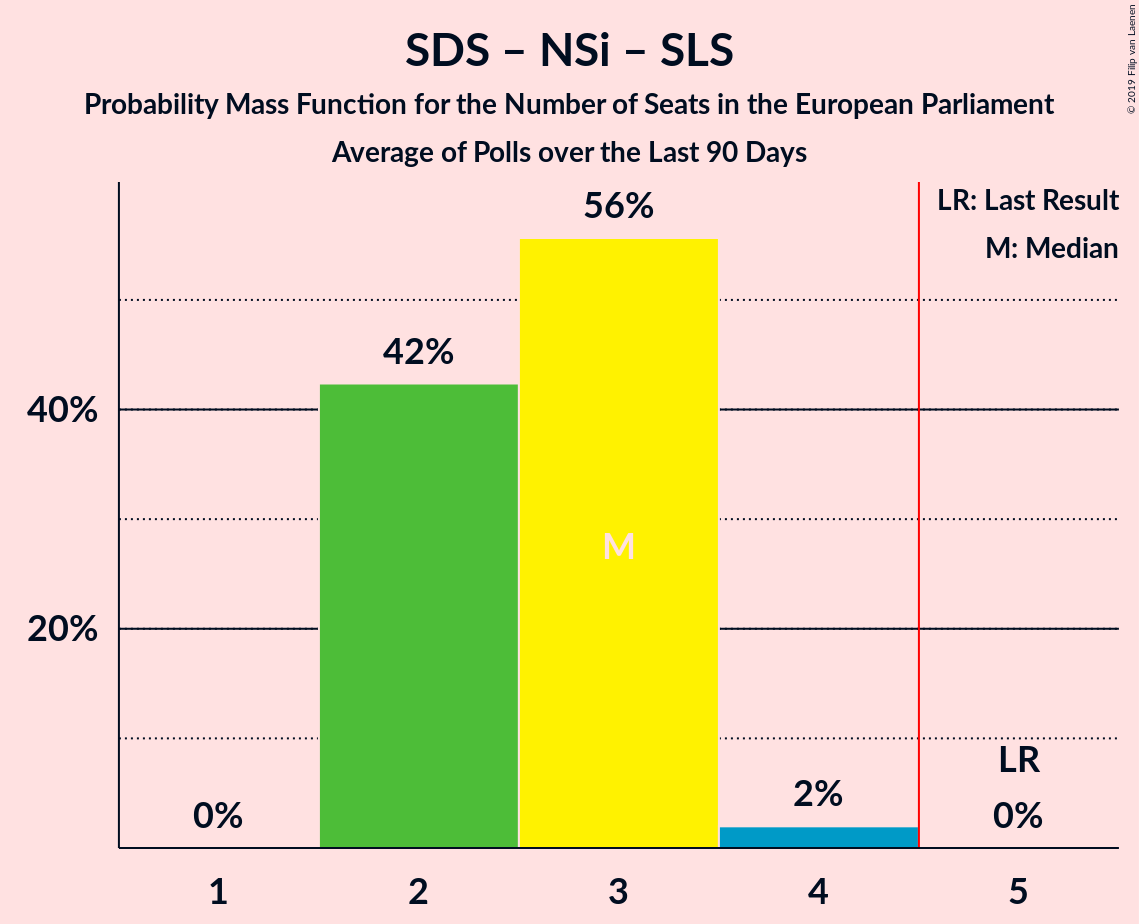 SDS – NSi – SLS
Probability Mass Function for the Number of Seats in the European Parliament
Average of Polls over the Last 90 Days
© 2019 Filip van Laenen
LR: Last Result
M: Median
56%
42%
40%
M
20%
LR
2%
0%
0%
1
2
3
4
5